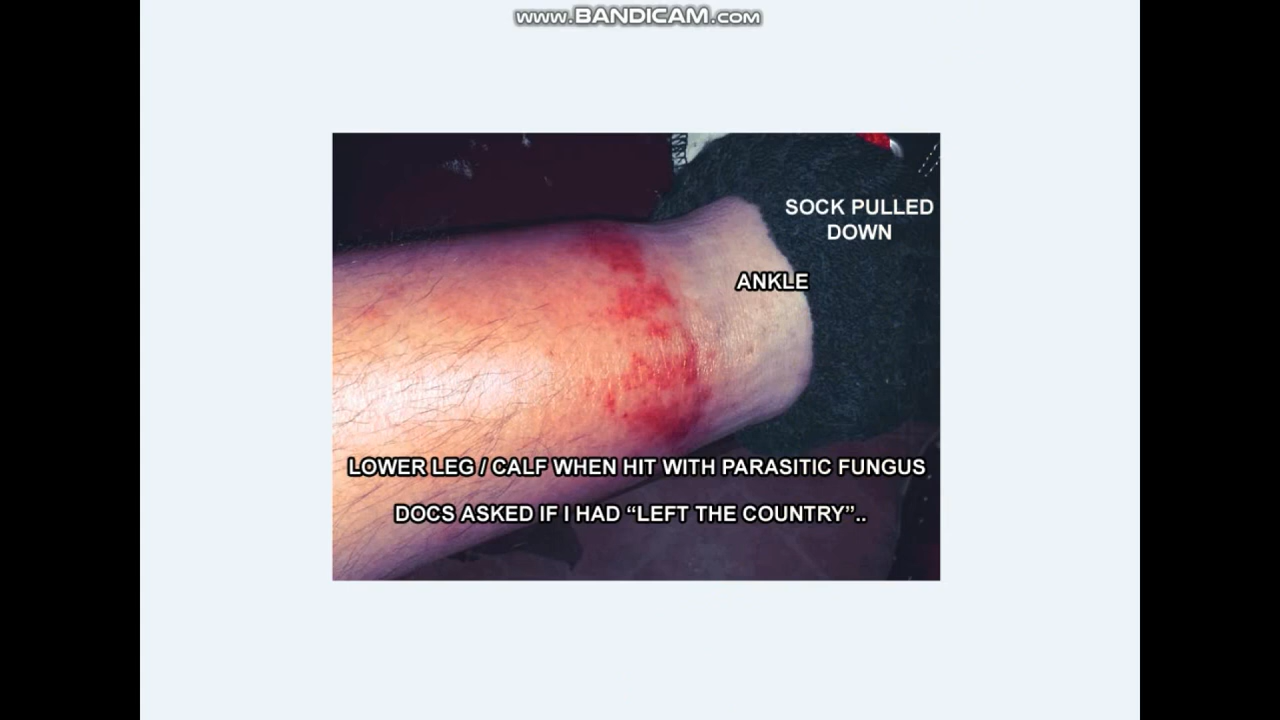 www.BANDICAM.com
SOCK PULLED
DOWN
ANKLE
LOWER LEG / CALF WHEN HIT WITH PARASITIC FUNGUS
DOCS ASKED IF I HAD “LEFT THE COUNTRY”..